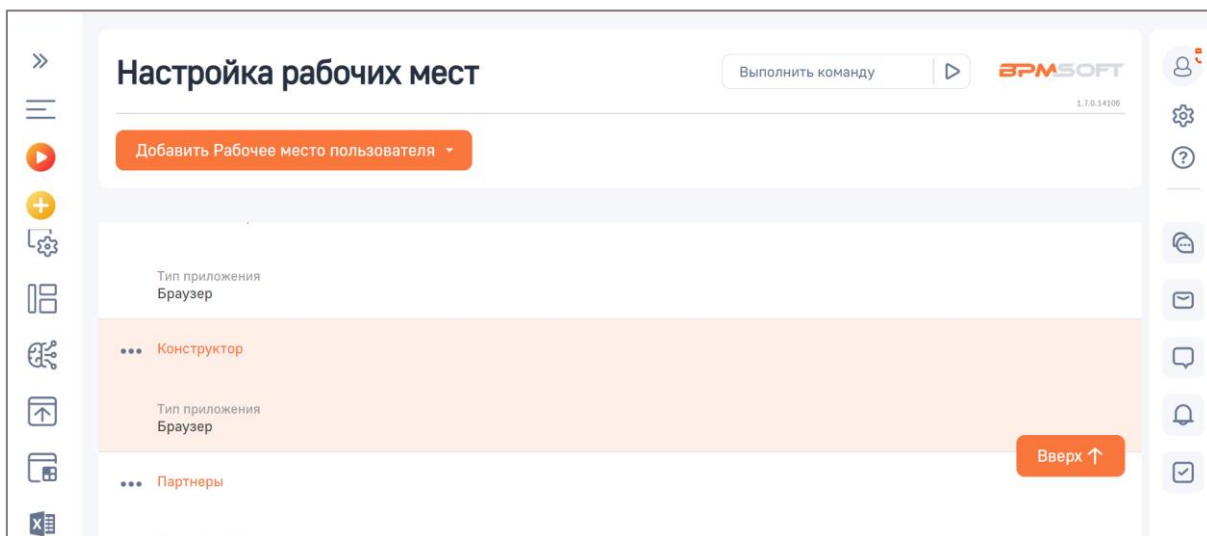 Настройка рабочих мест
Выполнить команду
BPMSOFT
1.7.0.14106
Добавить Рабочее место пользователя
Тип приложения
Браузер
Конструктор
Тип приложения
Браузер
Вверх ↑
Партнеры